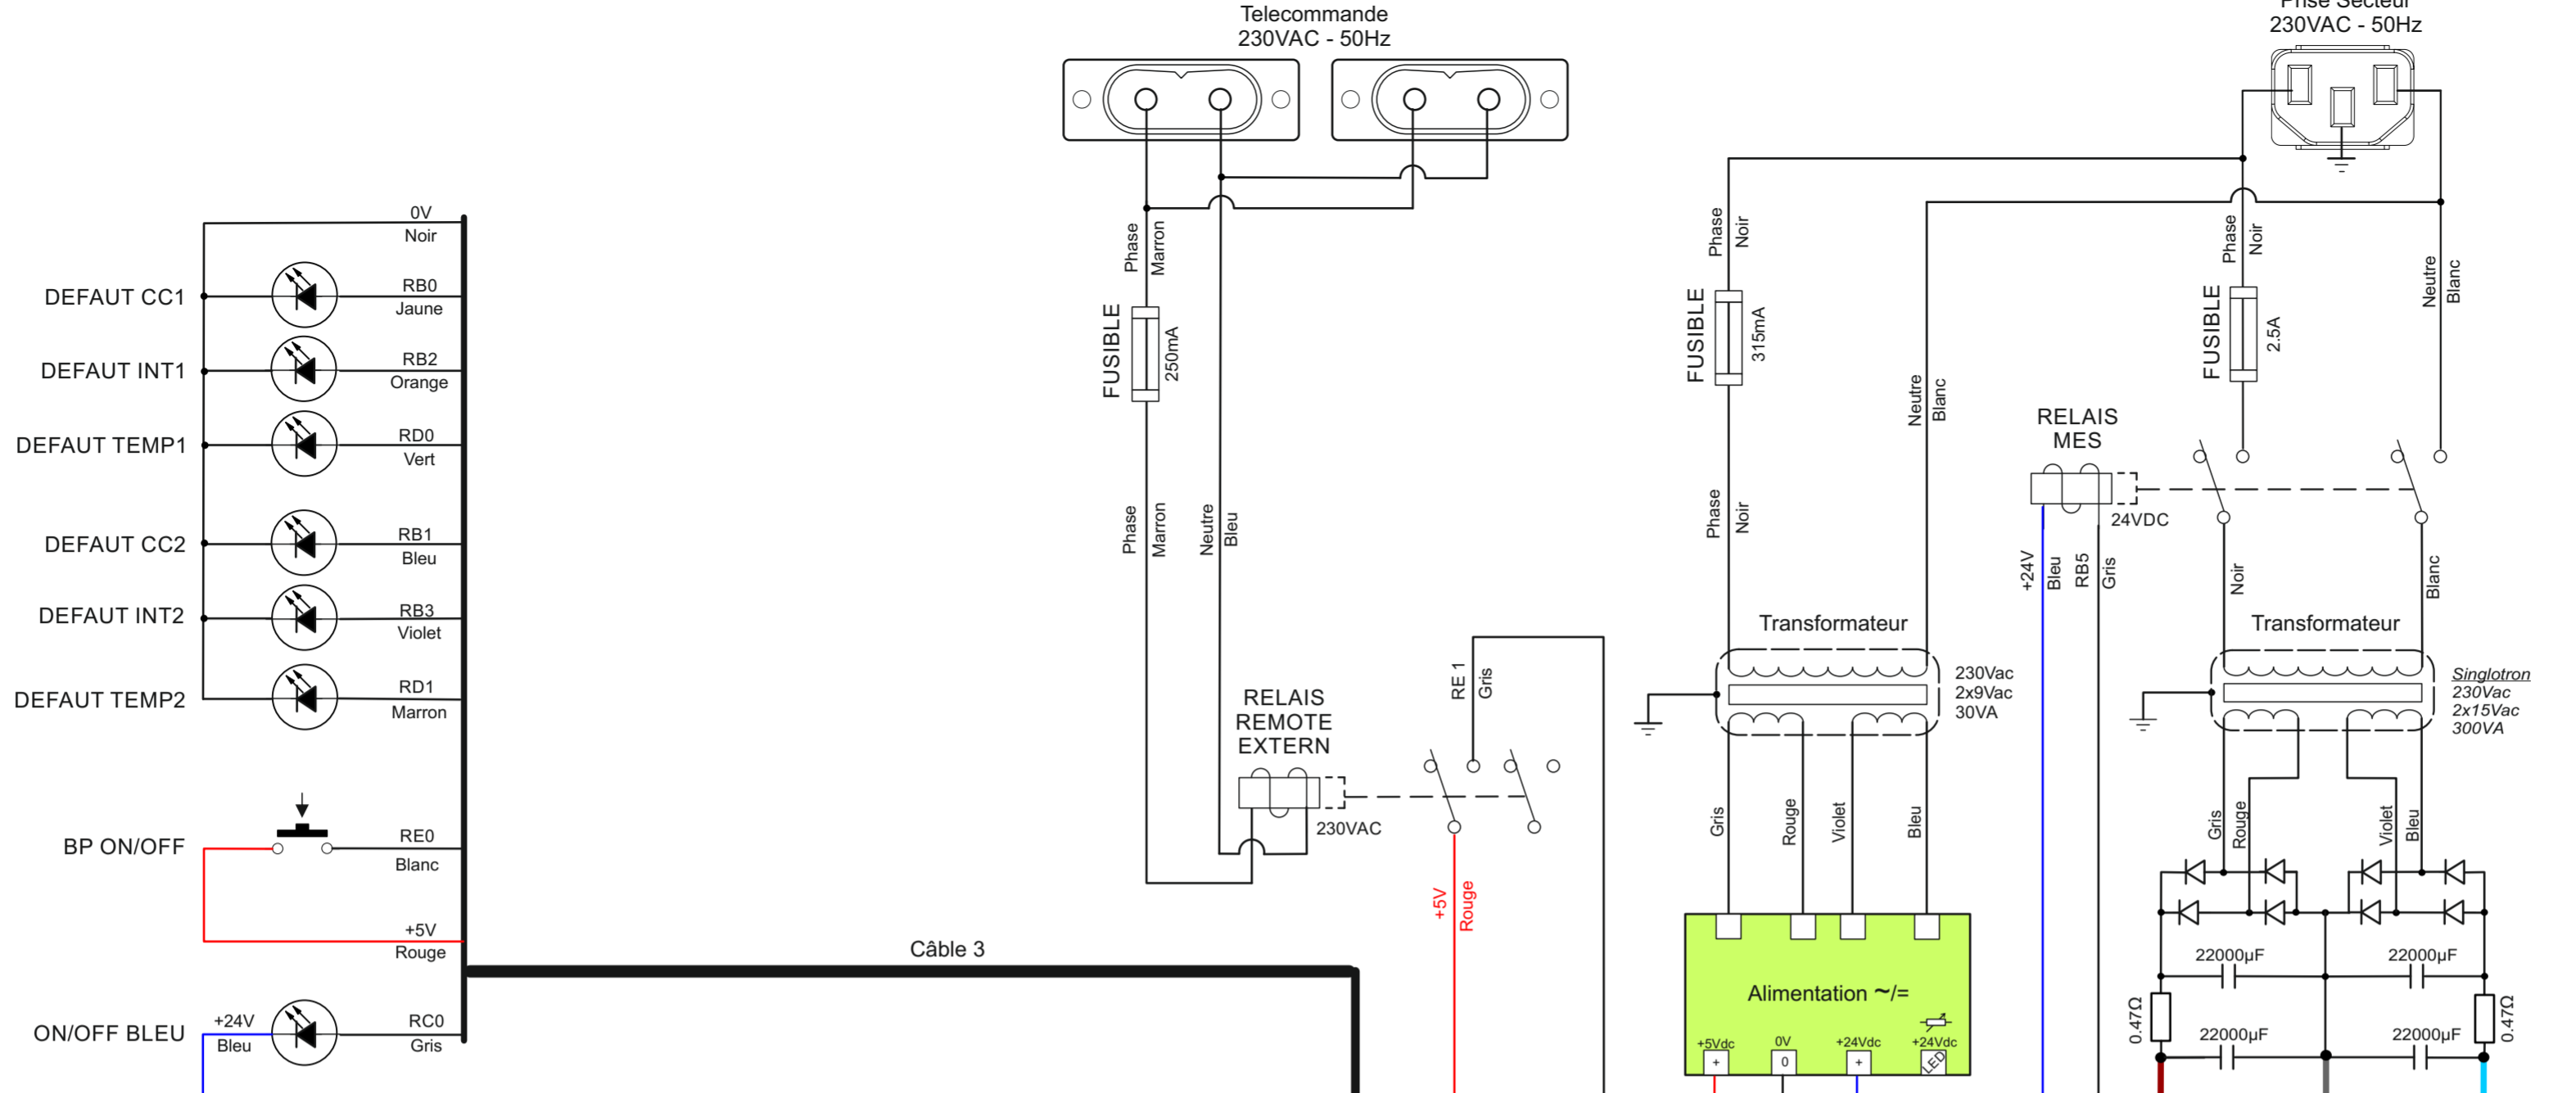 Telecommande
230VAC - 50Hz
Prise Secteur
230VAC - 50Hz
0V
Noir
DEFAUT CC1
RB0
Jaune
DEFAUT INT1
RB2
Orange
DEFAUT TEMP1
RD0
Vert
DEFAUT CC2
RB1
Bleu
DEFAUT INT2
RB3
Violet
DEFAUT TEMP2
RD1
Marron
BP ON/OFF
RE0
Blanc
+5V
Rouge
ON/OFF BLEU
+24V
Bleu
RC0
Gris
Câble 3
Phase
Marron
FUSIBLE
250mA
Phase
Marron
Neutre
Bleu
RELAIS
REMOTE
EXTERN
230VAC
RE 1
Gris
+5V
Rouge
Phase
Noir
FUSIBLE
315mA
Phase
Noir
Neutre
Blanc
Transformateur
230Vac
2x9Vac
30VA
Gris
Rouge
Violet
Bleu
Alimentation ~/=
+5Vdc
0V
+24Vdc
+24Vdc
+
0
+
LED
RELAIS
MES
24VDC
+24V
Bleu
RB5
Gris
Phase
Noir
FUSIBLE
2.5A
Neutre
Blanc
Noir
Blanc
Transformateur
Singlotron
230Vac
2x15Vac
300VA
Gris
Rouge
Violet
Bleu
22000µF
22000µF
0.47Ω
0.47Ω
22000µF
22000µF